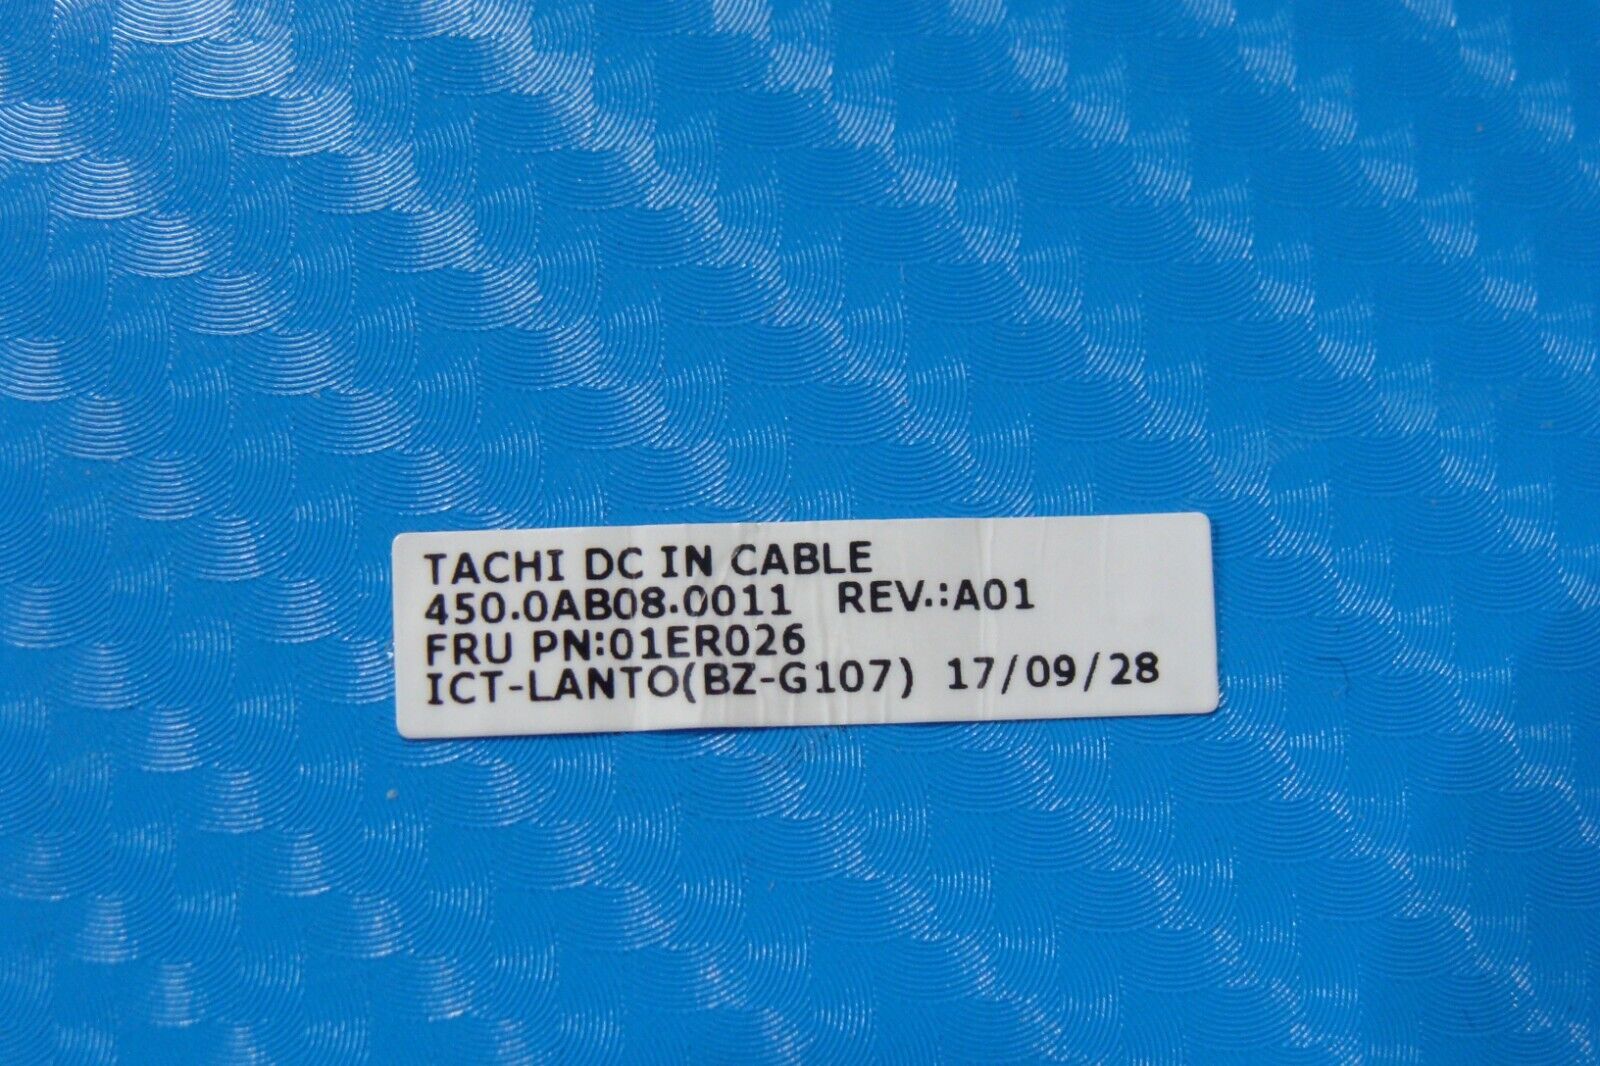 TACHI DC IN CABLE
450.0AB08.0011 REV.:A01
FRU PN:01ER026
ICT-LANTO(BZ-G107) 17/09/28